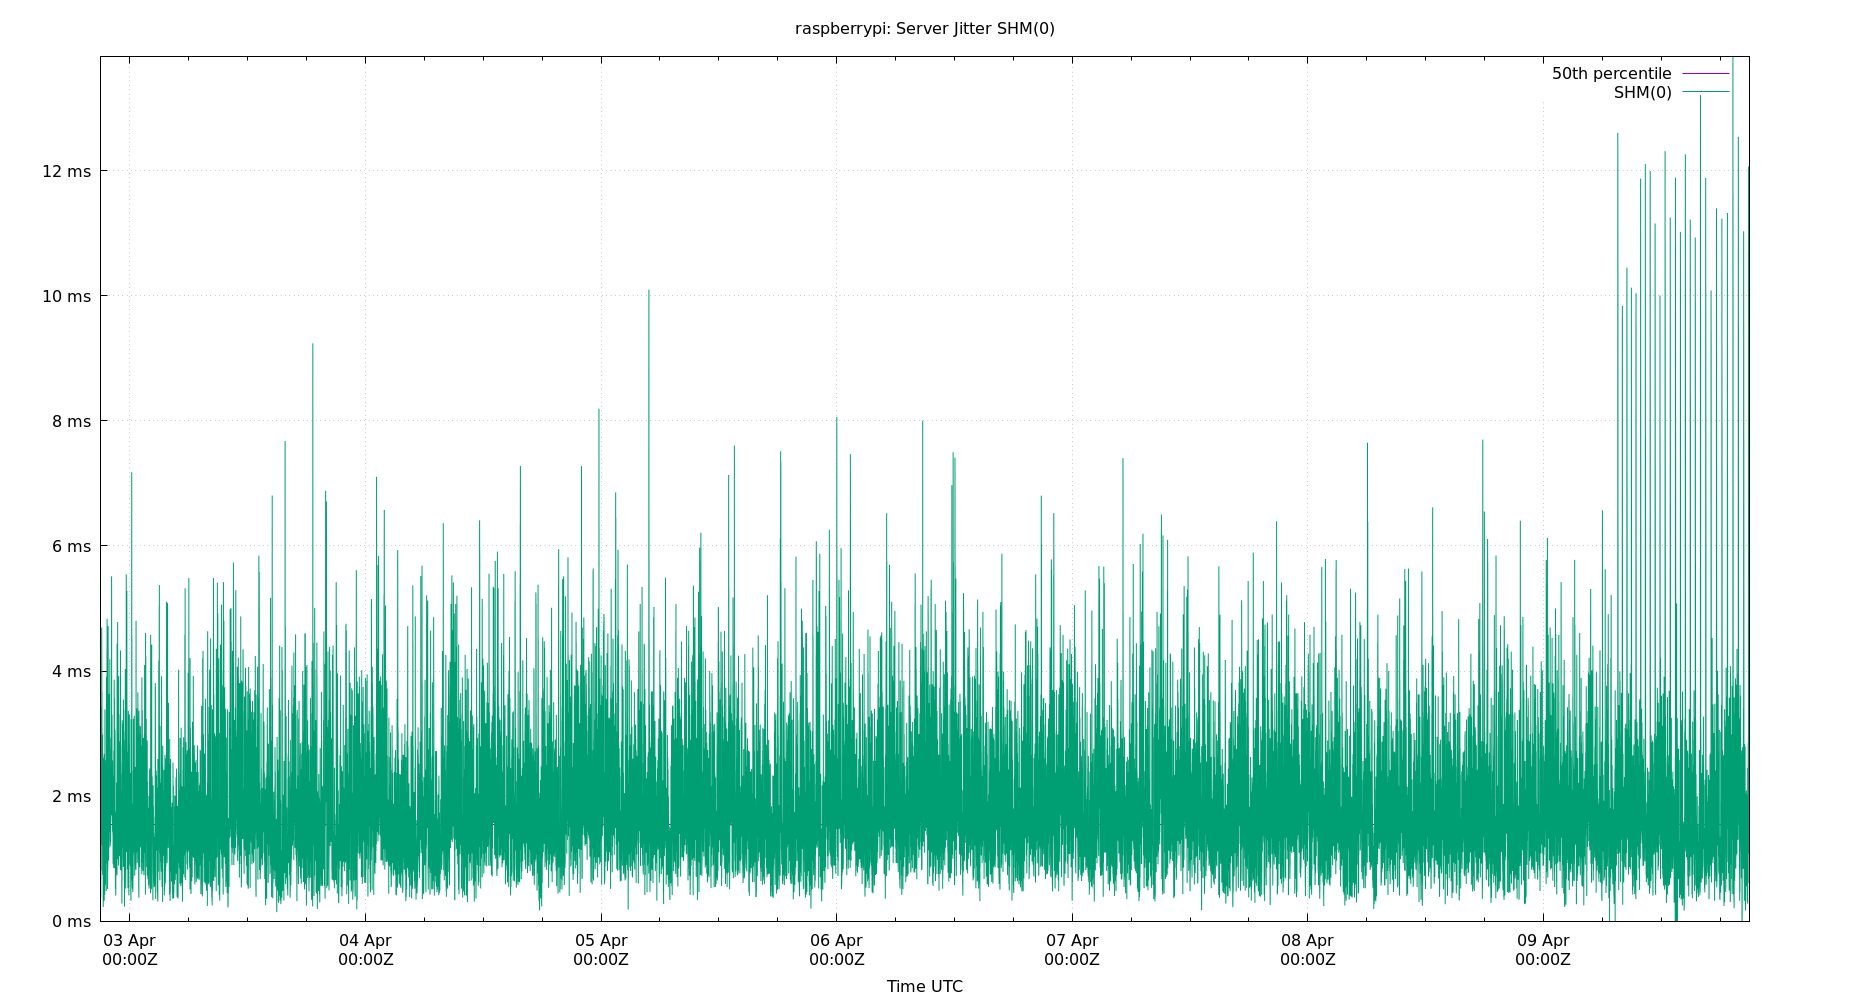 raspberrypi: Server Jitter SHM(0)
50th percentile
SHM(0)
12 ms
10 ms
8 ms
6 ms
4 ms
2 ms
0 ms
03 Apr 04 Apr 05 Apr 06 Apr 07 Apr 08 Apr 09 Apr
00:00Z 00:00Z 00:00Z 00:00Z 00:00Z 00:00Z 00:00Z
Time UTC